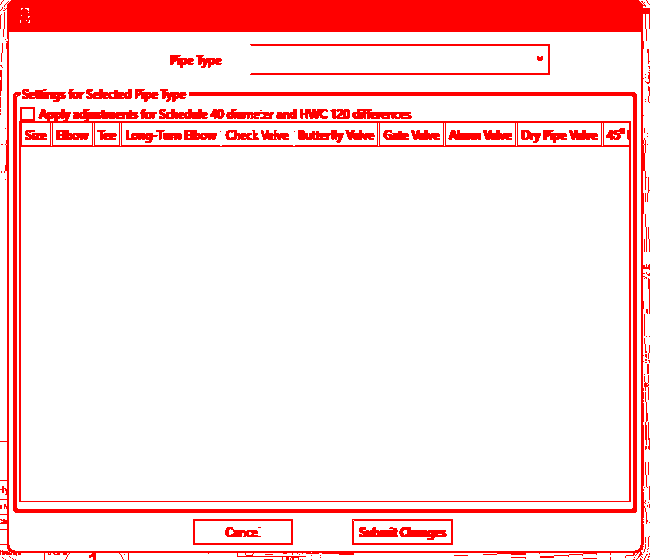 Pipe Type
Settings for Selected Pipe Type
Apply adjustments for Schedule 40 diameter and HWC 120 differences
Size Elbow Tee Long-Turn Elbow Check Valve Butterfly Valve Gate Valve Alarm Valve Dry Pipe Valve 45°
Cancel Submit Changes